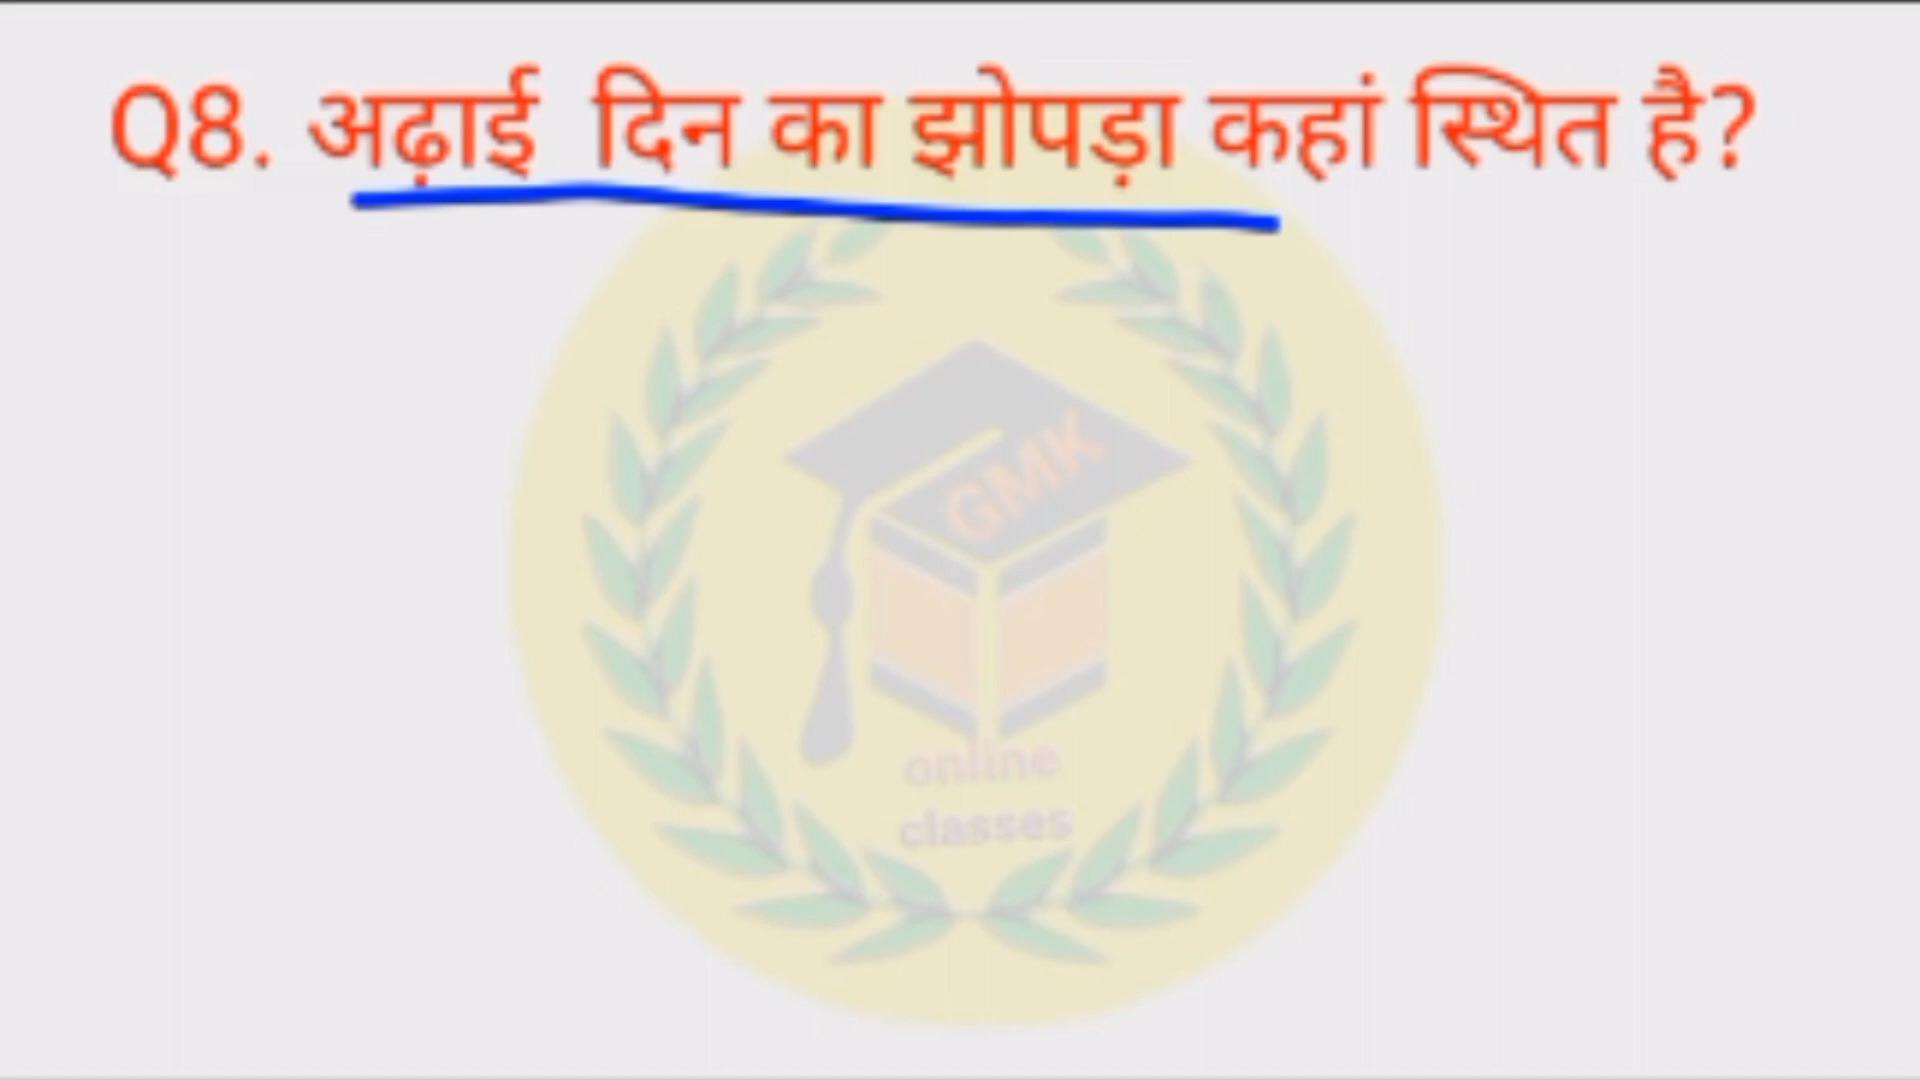 Q8. अढ़ाई दिन का झोपड़ा कहां स्थित है?
GMK
online
classes